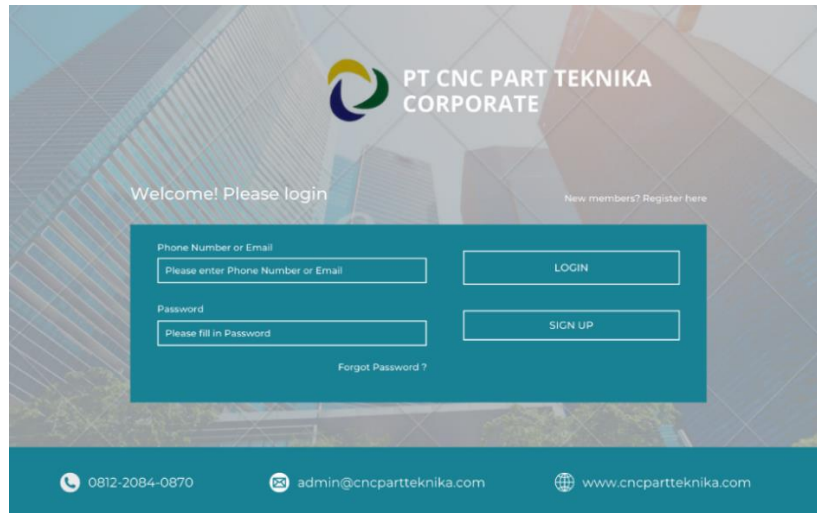 PT CNC PART TEKNIKA
CORPORATE
Welcome! Please login
New members? Register here
Phone Number or Email
Please enter Phone Number or Email
LOGIN
Password
Please fill in Password
SIGN UP
Forgot Password ?
0812-2084-0870
admin@cncpartteknika.com
www.cncpartteknika.com